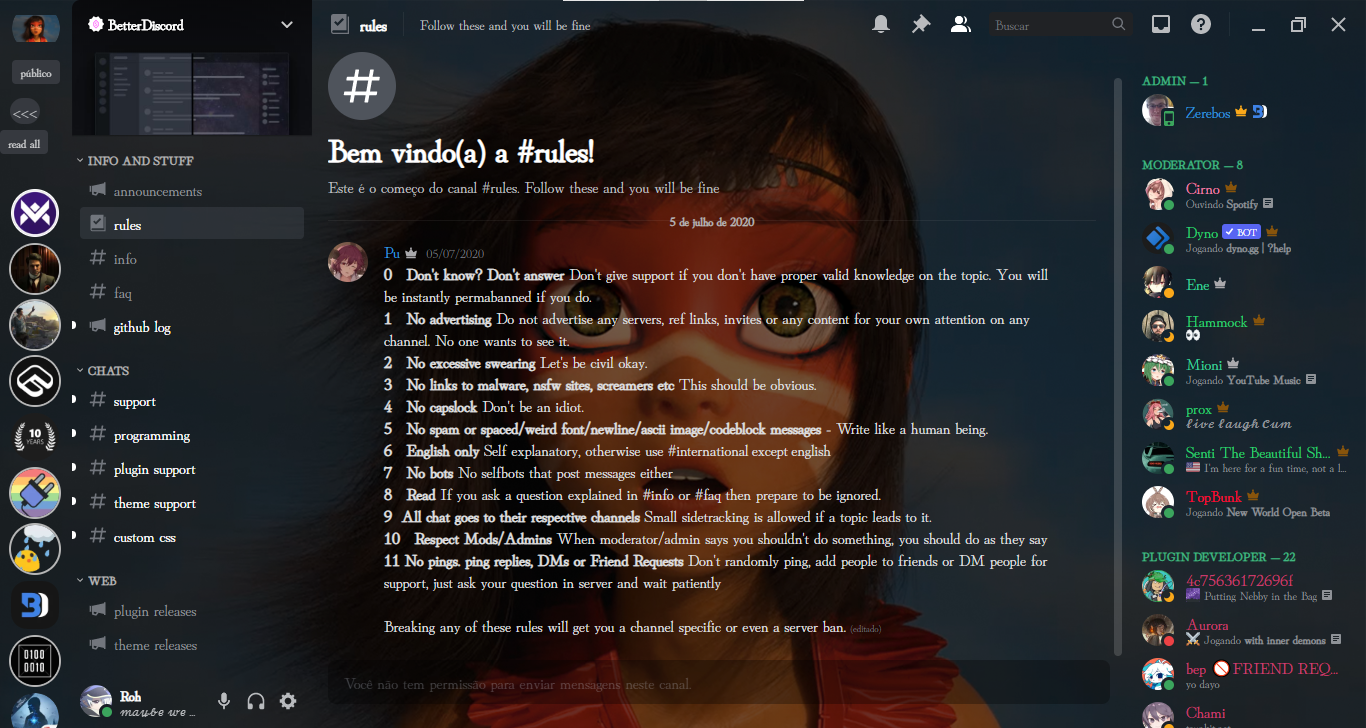 público
<<<
read all
10
YEARS
0100
0010
BetterDiscord
INFO AND STUFF
announcements
rules
info
faq
github log
CHATS
support
programming
plugin support
theme support
custom css
WEB
plugin releases
theme releases
Roh
maybe we ...
rules
Follow these and you will be fine
Buscar
Bem vindo(a) a #rules!
Este é o começo do canal #rules. Follow these and you will be fine
5 de julho de 2020
Pu 05/07/2020
0 Don't know? Don't answer Don't give support if you don't have proper valid knowledge on the topic. You will
be instantly permabanned if you do.
1 No advertising Do not advertise any servers, ref links, invites or any content for your own attention on any
channel. No one wants to see it.
2 No excessive swearing Let's be civil okay.
3 No links to malware, nsfw sites, screamers etc This should be obvious.
4 No capslock Don't be an idiot.
5 No spam or spaced/weird font/newline/ascii image/codeblock messages - Write like a human being.
6 English only Self explanatory, otherwise use #international except english
7 No bots No selfbots that post messages either
8 Read If you ask a question explained in #info or #faq then prepare to be ignored.
9 All chat goes to their respective channels Small sidetracking is allowed if a topic leads to it.
10 Respect Mods/Admins When moderator/admin says you shouldn't do something, you should do as they say
11 No pings. ping replies, DMs or Friend Requests Don't randomly ping, add people to friends or DM people for
support, just ask your question in server and wait patiently
Breaking any of these rules will get you a channel specific or even a server ban. (editado)
Você não tem permissão para enviar mensagens neste canal.
ADMIN — 1
Zerebos
MODERATOR — 8
Cirno
Ouvindo Spotify
Dyno BOT
Jogando dyno.gg | ?help
Ene
Hammock
👀
Mioni
Jogando YouTube Music
prox
live laugh cum
Senti The Beautiful Sh...
I'm here for a fun time, not a l...
TopBunk
Jogando New World Open Beta
PLUGIN DEVELOPER — 22
4c75636172696f
Putting Nebby in the Bag
Aurora
Jogando with inner demons
bep 🚫 FRIEND REQ...
yo dayo
Chami